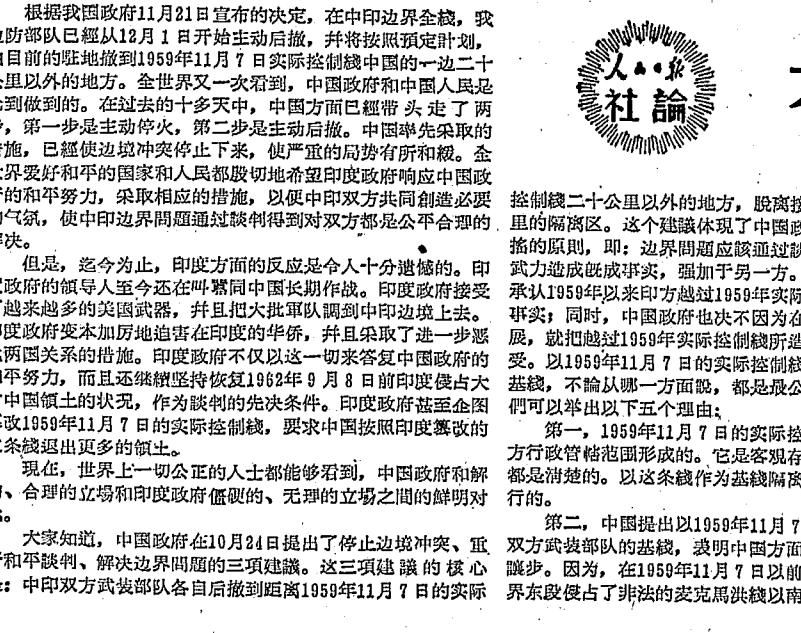 根据我国政府11月21日宣布的决定，在中印边界全綫，我
边防部队已經从12月1日开始主动后撤，并将按照預定計划，
由目前的駐地撤到1959年11月7日实际控制綫中国的一边二十
公里以外的地方。全世界又一次看到，中国政府和中国人民是
說到做到的。在过去的十多天中，中国方面已經带头走了两
步，第一步是主动停火，第二步是主动后撤。中国率先采取的
措施，已經使边境冲突停止下来，使严重的局势有所和緩。全
世界爱好和平的国家和人民都殷切地希望印度政府响应中国政
府的和平努力，采取相应的措施，以便中印双方共同創造必要
的气氛，使中印边界問題通过談判得到对双方都是公平合理的
解决。
但是，迄今为止，印度方面的反应是令人十分遺憾的。印
度政府的領导人至今还在叫嚣同中国长期作战。印度政府接受
了越来越多的美国武器，并且把大批軍队調到中印边境上去。
印度政府变本加厉地迫害在印度的华侨，并且采取了进一步恶
化两国关系的措施。印度政府不仅以这一切来答复中国政府的
和平努力，而且还继續坚持恢复1962年9月8日前印度侵占大
片中国領土的状况，作为談判的先决条件。印度政府甚至企图
篡改1959年11月7日的实际控制綫，要求中国按照印度篡改的
这条綫退出更多的領土。
現在，世界上一切公正的人士都能够看到，中国政府和解
的、合理的立場和印度政府僵硬的、无理的立場之間的鮮明对
比。
大家知道，中国政府在10月24日提出了停止边境冲突、重
开和平談判、解决边界問題的三項建議。这三項建議的核心
是：中印双方武装部队各自后撤到距离1959年11月7日的实际
人民日报
社論
控制綫二十公里以外的地方，脫离接
里的隔离区。这个建議体现了中国政
搖的原則，即：边界問題应該通过談
武力造成旣成事实，强加于另一方。
承认1959年以来印方越过1959年实际
事实；同时，中国政府也决不因为在
展，就把越过1959年实际控制綫所造
受。以1959年11月7日的实际控制綫
基綫，不論从哪一方面說，都是最公
們可以举出以下五个理由：
第一，1959年11月7日的实际控
方行政管轄范围形成的。它是客观存
都是清楚的。以这条綫作为基綫隔离
行的。
第二，中国提出以1959年11月7
双方武装部队的基綫，表明中国方面
讓步。因为，在1959年11月7日以前
界东段侵占了非法的麦克馬洪綫以南